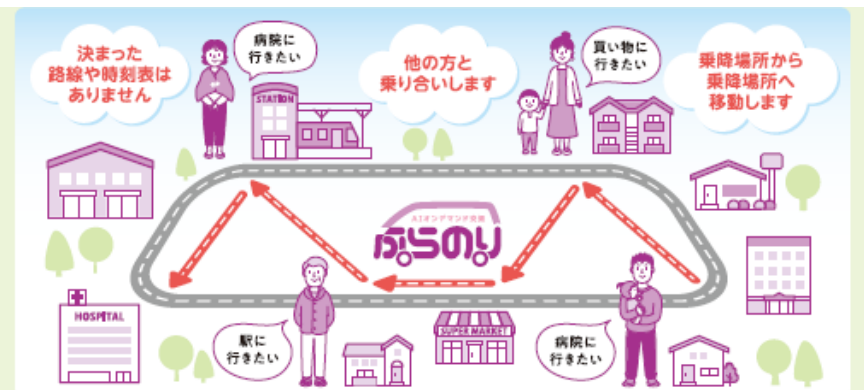 決まった
路線や時刻表は
ありません
病院に
行きたい
他の方と
乗り合いします
買い物に
行きたい
乗降場所から
乗降場所へ
移動します
STATION
AIオンデマンド交通
ぷらのり
HOSPITAL
駅に
行きたい
SUPER MARKET
病院に
行きたい